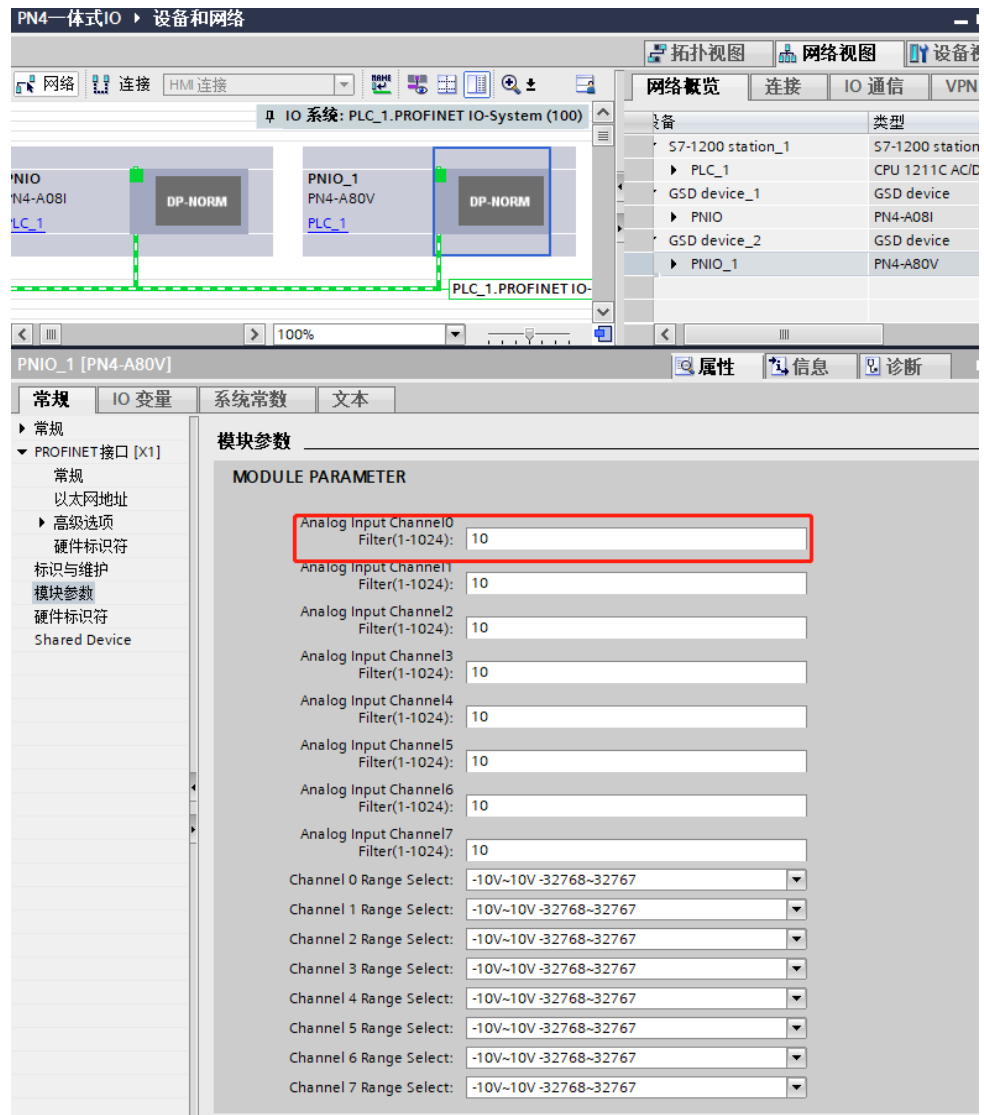 PN4一体式IO ▸ 设备和网络
拓扑视图 网络视图 设备
网络 连接 HMI连接
网络概览 连接 IO 通信 VPN
IO 系统: PLC_1.PROFINET IO-System (100)
设备 类型
S7-1200 station_1 S7-1200 station
PLC_1 CPU 1211C AC/D
GSD device_1 GSD device
PNIO PN4-A08I
GSD device_2 GSD device
PNIO_1 PN4-A80V
PNIO
PN4-A08I
PLC_1
DP-NORM
PNIO_1
PN4-A80V
PLC_1
DP-NORM
PLC_1.PROFINET IO-
100%
PNIO_1 [PN4-A80V]
属性 信息 诊断
常规 IO 变量 系统常数 文本
常规
PROFINET接口 [X1]
常规
以太网地址
高级选项
硬件标识符
标识与维护
模块参数
硬件标识符
Shared Device
模块参数
MODULE PARAMETER
Analog Input Channel0
Filter(1-1024): 10
Analog Input Channel1
Filter(1-1024): 10
Analog Input Channel2
Filter(1-1024): 10
Analog Input Channel3
Filter(1-1024): 10
Analog Input Channel4
Filter(1-1024): 10
Analog Input Channel5
Filter(1-1024): 10
Analog Input Channel6
Filter(1-1024): 10
Analog Input Channel7
Filter(1-1024): 10
Channel 0 Range Select: -10V~10V -32768~32767
Channel 1 Range Select: -10V~10V -32768~32767
Channel 2 Range Select: -10V~10V -32768~32767
Channel 3 Range Select: -10V~10V -32768~32767
Channel 4 Range Select: -10V~10V -32768~32767
Channel 5 Range Select: -10V~10V -32768~32767
Channel 6 Range Select: -10V~10V -32768~32767
Channel 7 Range Select: -10V~10V -32768~32767